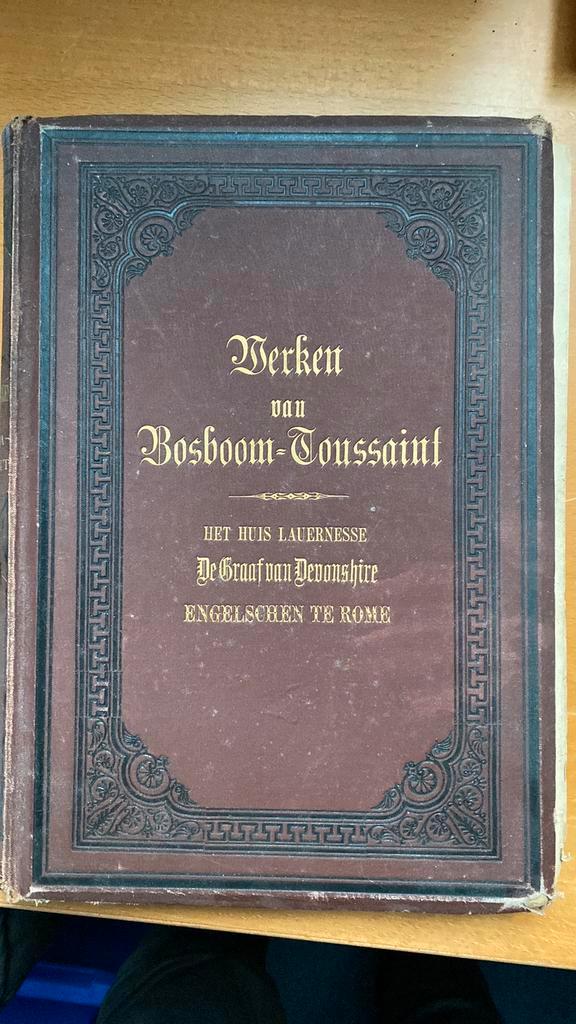 Werken
van
Bosboom-Toussaint
HET HUIS LAUERNESSE
De Graaf van Devonshire
ENGELSCHEN TE ROME